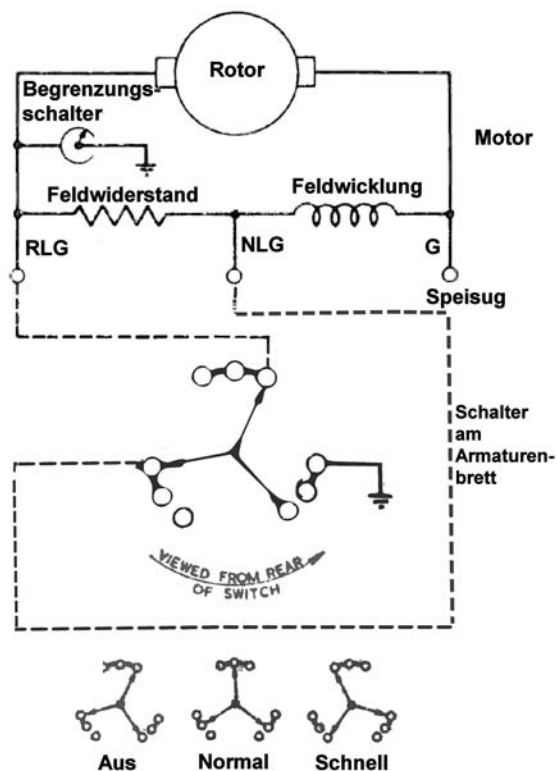 Rotor
Begrenzungs-
schalter
Motor
Feldwiderstand
Feldwicklung
RLG
NLG
G
Speisug
Schalter
am
Armaturen-
brett
VIEWED FROM REAR
OF SWITCH
Aus
Normal
Schnell